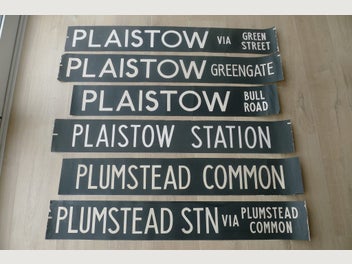 PLAISTOW VIA GREEN STREET
PLAISTOW GREENGATE
PLAISTOW BULL ROAD
PLAISTOW STATION
PLUMSTEAD COMMON
PLUMSTEAD STN VIA PLUMSTEAD COMMON